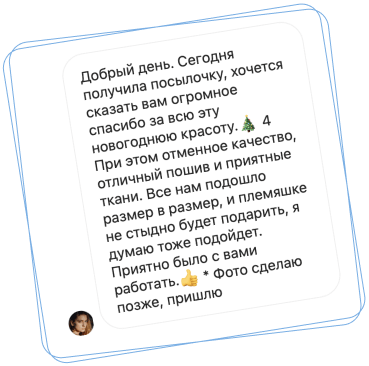 Добрый день. Сегодня
получила посылочку, хочется
сказать вам огромное
спасибо за всю эту
новогоднюю красоту.🎄 4
При этом отменное качество,
отличный пошив и приятные
ткани. Все нам подошло
размер в размер, и племяшке
не стыдно будет подарить, я
думаю тоже подойдет.
Приятно было с вами
работать.👍 * Фото сделаю
позже, пришлю